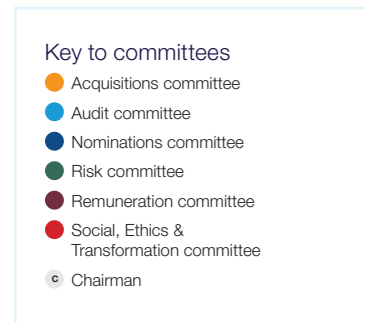 Key to committees
Acquisitions committee
Audit committee
Nominations committee
Risk committee
Remuneration committee
Social, Ethics &
Transformation committee
C Chairman